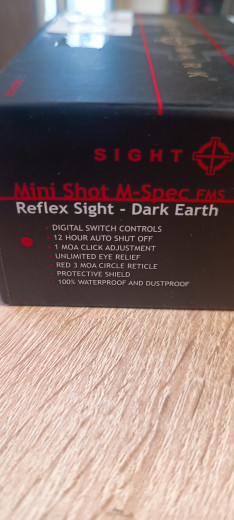 SIGHT
Mini Shot M-Spec FMS
Reflex Sight - Dark Earth
DIGITAL SWITCH CONTROLS
12 HOUR AUTO SHUT OFF
1 MOA CLICK ADJUSTMENT
UNLIMITED EYE RELIEF
RED 3 MOA CIRCLE RETICLE
PROTECTIVE SHIELD
100% WATERPROOF AND DUSTPROOF